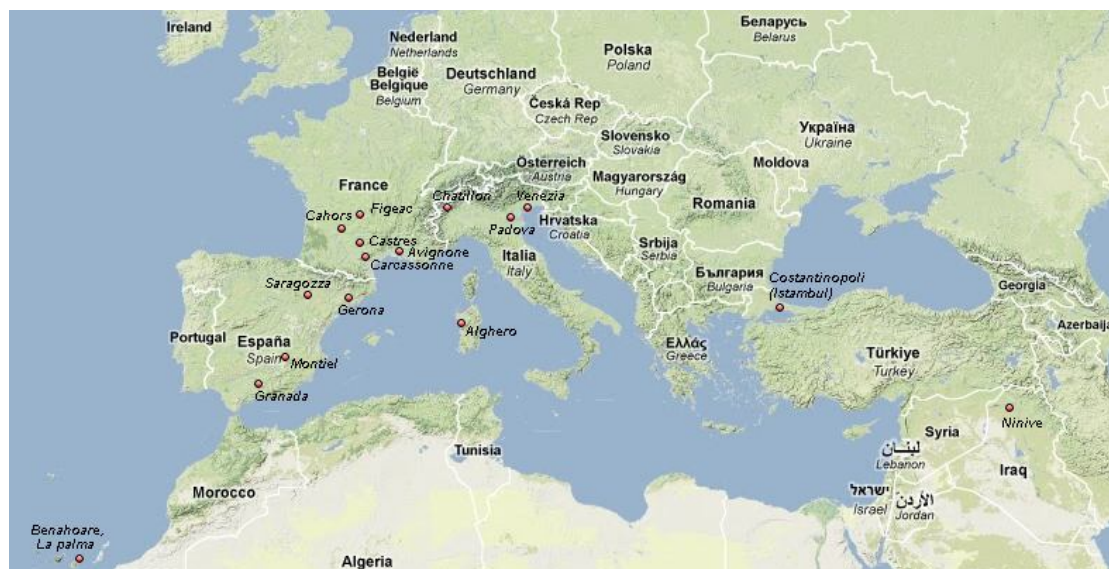 Ireland
Nederland
Netherlands
België
Belgique
Belgium
Deutschland
Germany
Polska
Poland
Беларусь
Belarus
Česká Rep
Czech Rep
Slovensko
Slovakia
Україна
Ukraine
Österreich
Austria
Magyarország
Hungary
Moldova
France
Chatillon
Venezia
Romania
Cahors
Figeac
Padova
Hrvatska
Croatia
Castres
Avignone
Carcassonne
Italia
Italy
Srbija
Serbia
България
Bulgaria
Costantinopoli
(Istambul)
Georgia
Saragozza
Gerona
Azerbaija
Portugal
España
Spain
Montiel
Alghero
Ελλάς
Greece
Türkiye
Turkey
Granada
Ninive
Tunisia
Syria
لبنان
Lebanon
Iraq
Morocco
ישראל
Israel
الأردن
Jordan
Benahoare,
La palma
Algeria